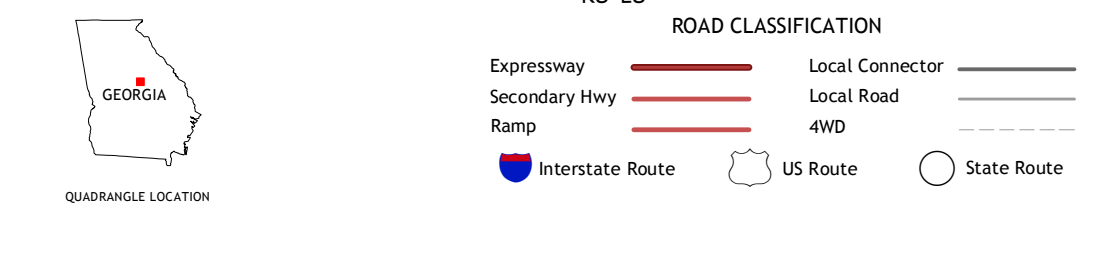 ROAD CLASSIFICATION
Expressway
Local Connector
Secondary Hwy
Local Road
Ramp
4WD
Interstate Route
US Route
State Route
GEORGIA
QUADRANGLE LOCATION